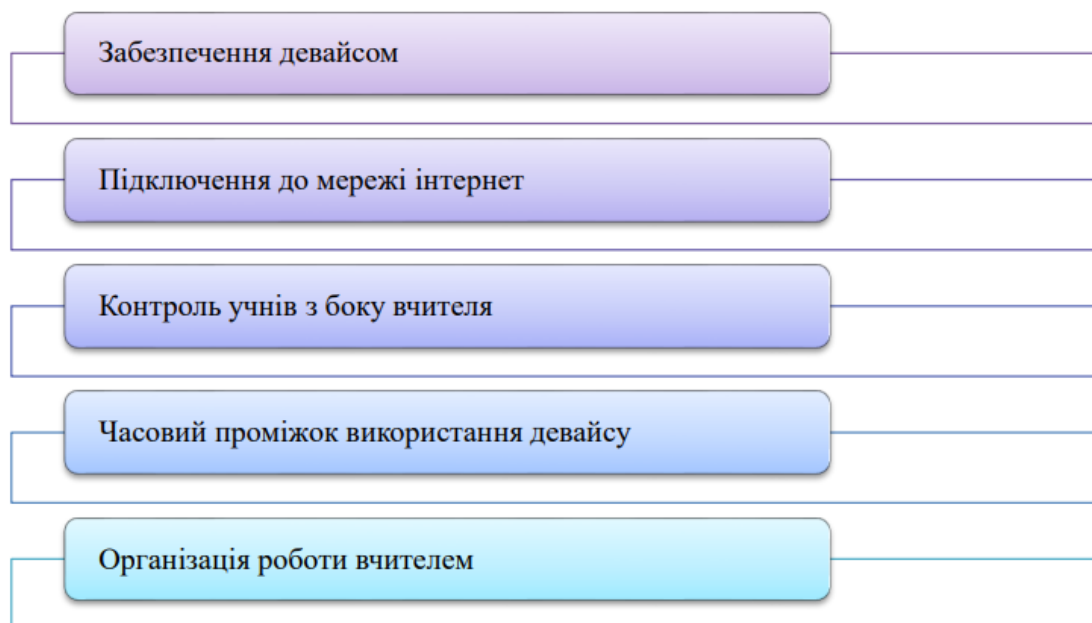 Забезпечення девайсом
Підключення до мережі інтернет
Контроль учнів з боку вчителя
Часовий проміжок використання девайсу
Організація роботи вчителем